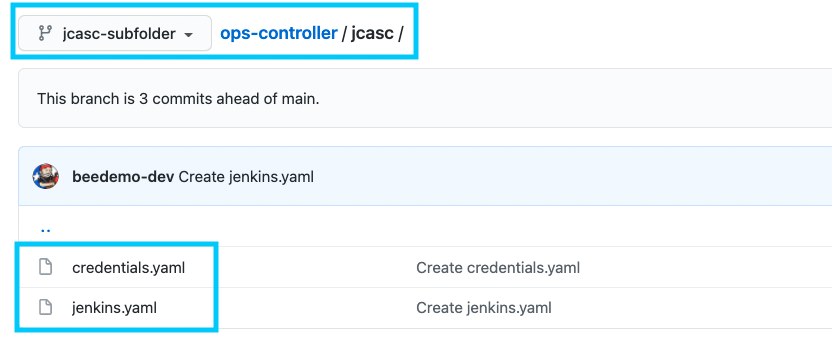 jcasc-subfolder ops-controller / jcasc /
This branch is 3 commits ahead of main.
beedemo-dev Create jenkins.yaml
..
credentials.yaml Create credentials.yaml
jenkins.yaml Create jenkins.yaml